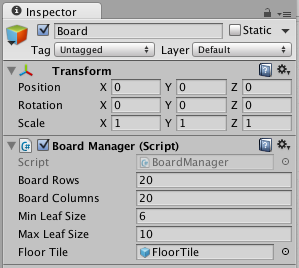 Inspector
Board Static
Tag Untagged Layer Default
Transform
Position X 0 Y 0 Z 0
Rotation X 0 Y 0 Z 0
Scale X 1 Y 1 Z 1
Board Manager (Script)
Script BoardManager
Board Rows 20
Board Columns 20
Min Leaf Size 6
Max Leaf Size 10
Floor Tile FloorTile